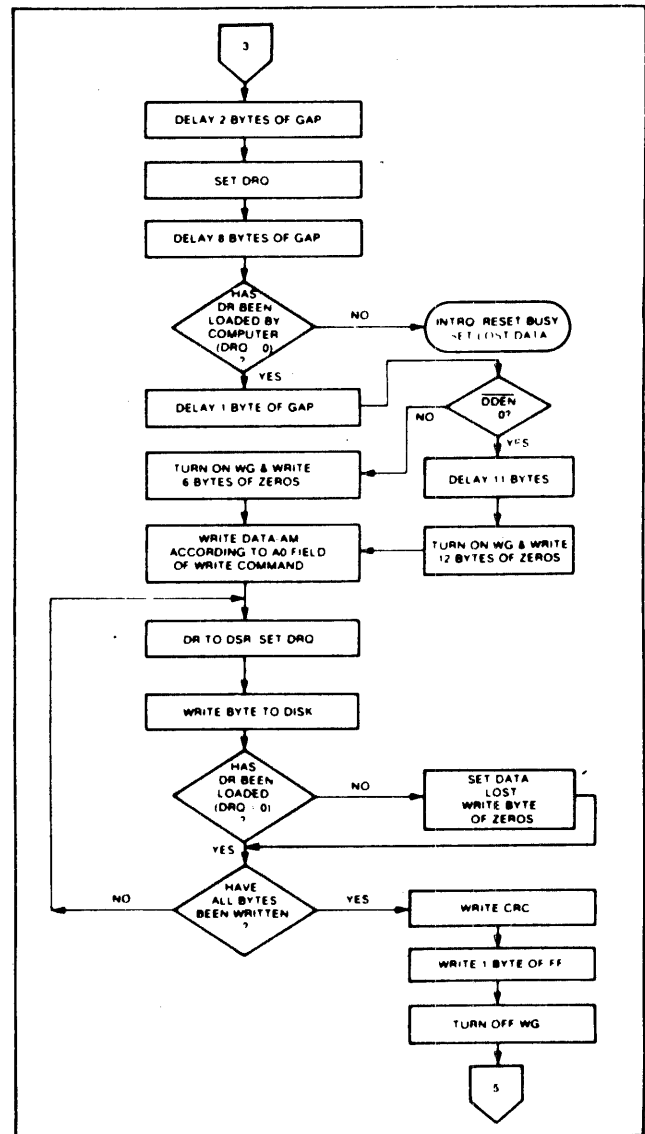 3
DELAY 2 BYTES OF GAP
SET DRQ
DELAY 8 BYTES OF GAP
HAS
DR BEEN
LOADED BY
COMPUTER
(DRQ 0)
?
NO
INTRQ RESET BUSY
SET LOST DATA
YES
DELAY 1 BYTE OF GAP
DDEN
0?
NO
YES
TURN ON WG & WRITE
6 BYTES OF ZEROS
DELAY 11 BYTES
WRITE DATA AM
ACCORDING TO A0 FIELD
OF WRITE COMMAND
TURN ON WG & WRITE
12 BYTES OF ZEROS
DR TO DSR SET DRQ
WRITE BYTE TO DISK
HAS
DR BEEN
LOADED
(DRQ = 0)
?
NO
SET DATA
LOST
WRITE BYTE
OF ZEROS
YES
HAVE
ALL BYTES
BEEN WRITTEN
?
NO
YES
WRITE CRC
WRITE 1 BYTE OF FF
TURN OFF WG
5